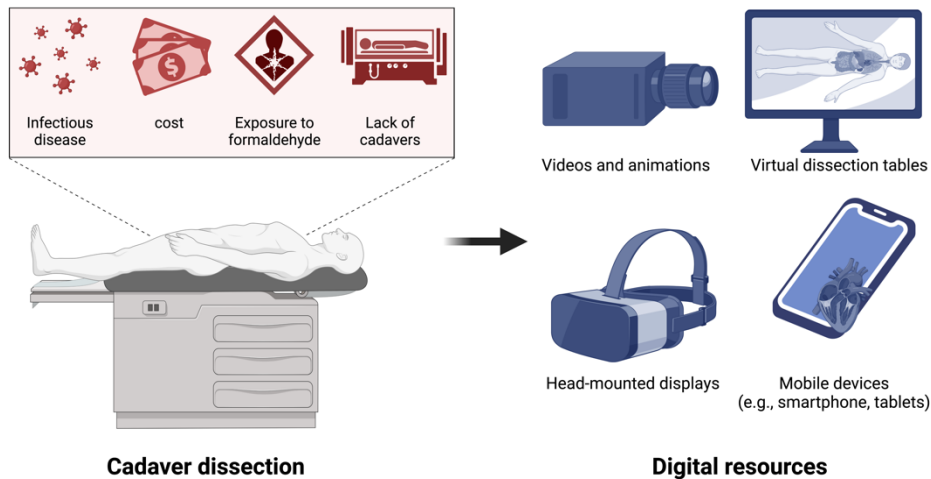 Infectious
disease
cost
Exposure to
formaldehyde
Lack of
cadavers
Videos and animations
Virtual dissection tables
Head-mounted displays
Mobile devices
(e.g., smartphone, tablets)
Cadaver dissection
Digital resources